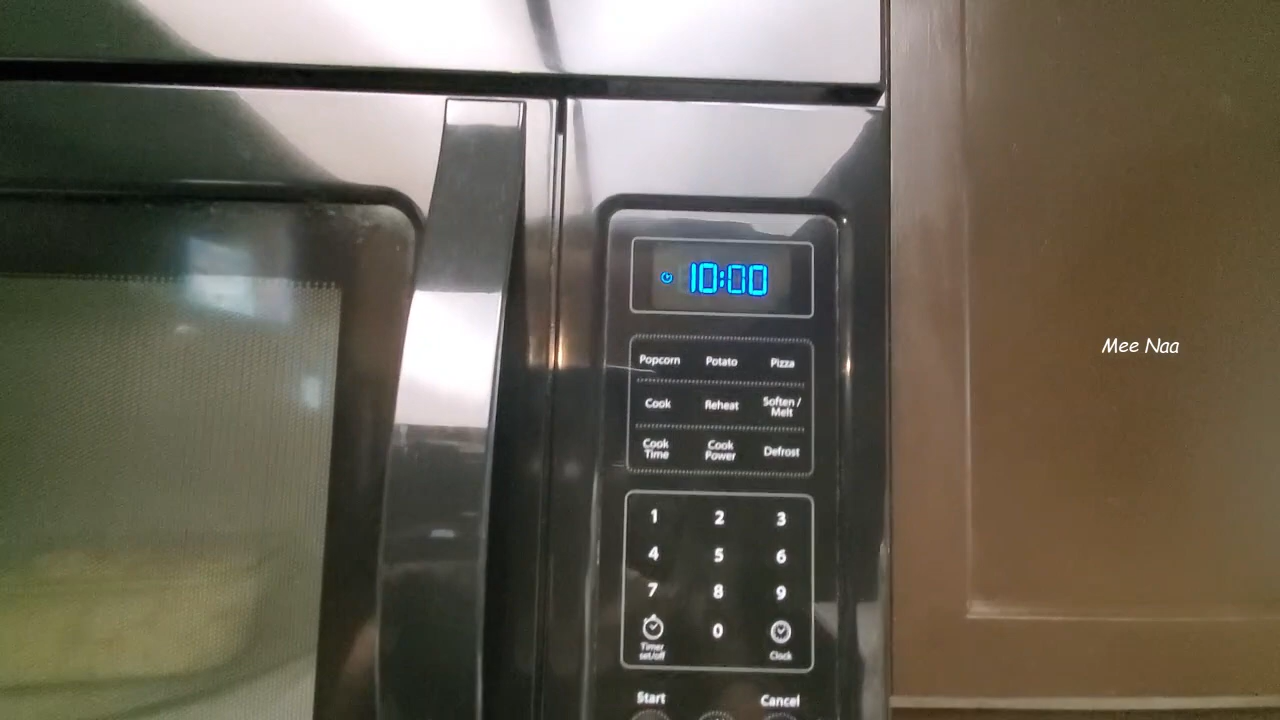 10:00
Popcorn Potato Pizza
Cook Reheat Soften / Melt
Cook Time Cook Power Defrost
1 2 3
4 5 6
7 8 9
0
Timer set/off Clock
Start Cancel
Mee Naa